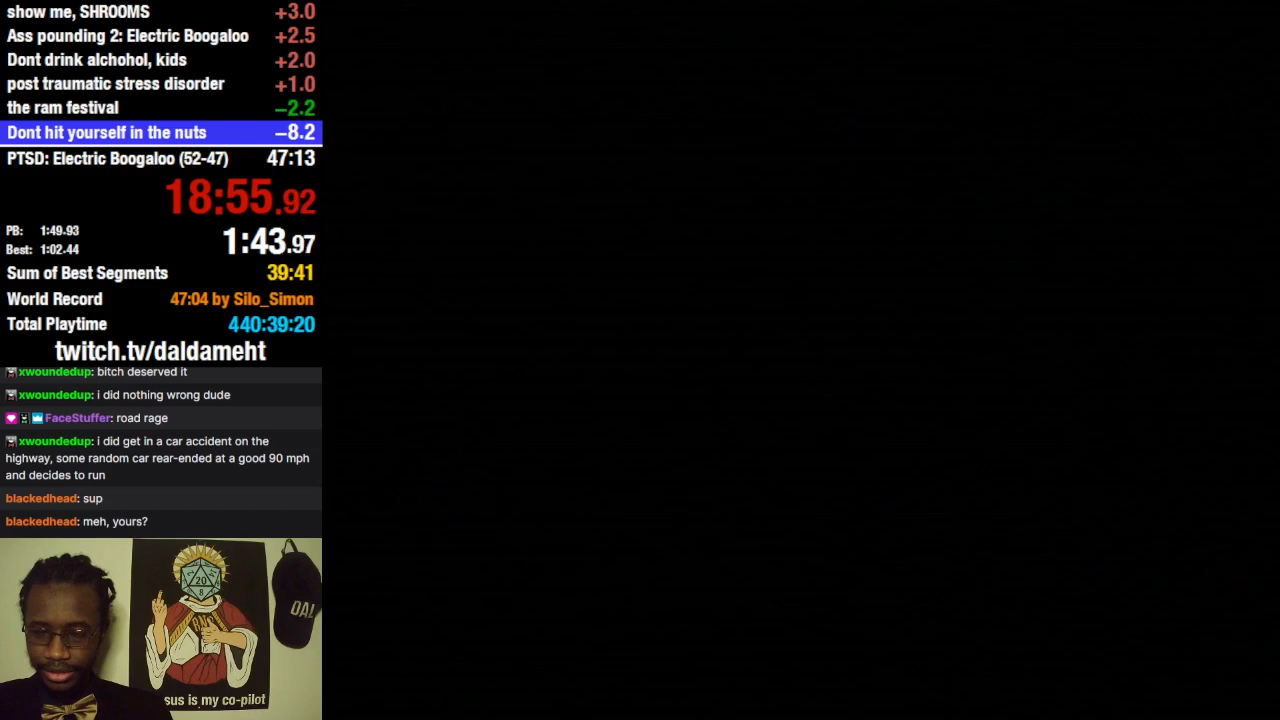 show me, SHROOMS +3.0
Ass pounding 2: Electric Boogaloo +2.5
Dont drink alchohol, kids +2.0
post traumatic stress disorder +1.0
the ram festival −2.2
Dont hit yourself in the nuts −8.2
PTSD: Electric Boogaloo (52-47) 47:13
18:55.92
PB: 1:49.93
Best: 1:02.44
1:43.97
Sum of Best Segments 39:41
World Record 47:04 by Silo_Simon
Total Playtime 440:39:20
twitch.tv/daldameht
xwoundedup: bitch deserved it
xwoundedup: i did nothing wrong dude
FaceStuffer: road rage
xwoundedup: i did get in a car accident on the
highway, some random car rear-ended at a good 90 mph
and decides to run
blackedhead: sup
blackedhead: meh, yours?
20
8
DAL
sus is my co-pilot